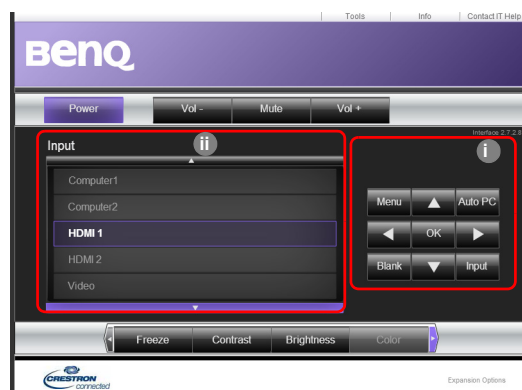 Tools Info Contact IT Help
BenQ
Power Vol - Mute Vol +
Interface 2.7.2.8
Input
ii
i
Computer1
Computer2
HDMI 1
HDMI 2
Video
Menu Auto PC
OK
Blank Input
Freeze Contrast Brightness Color
CRESTRON
connected
Expansion Options